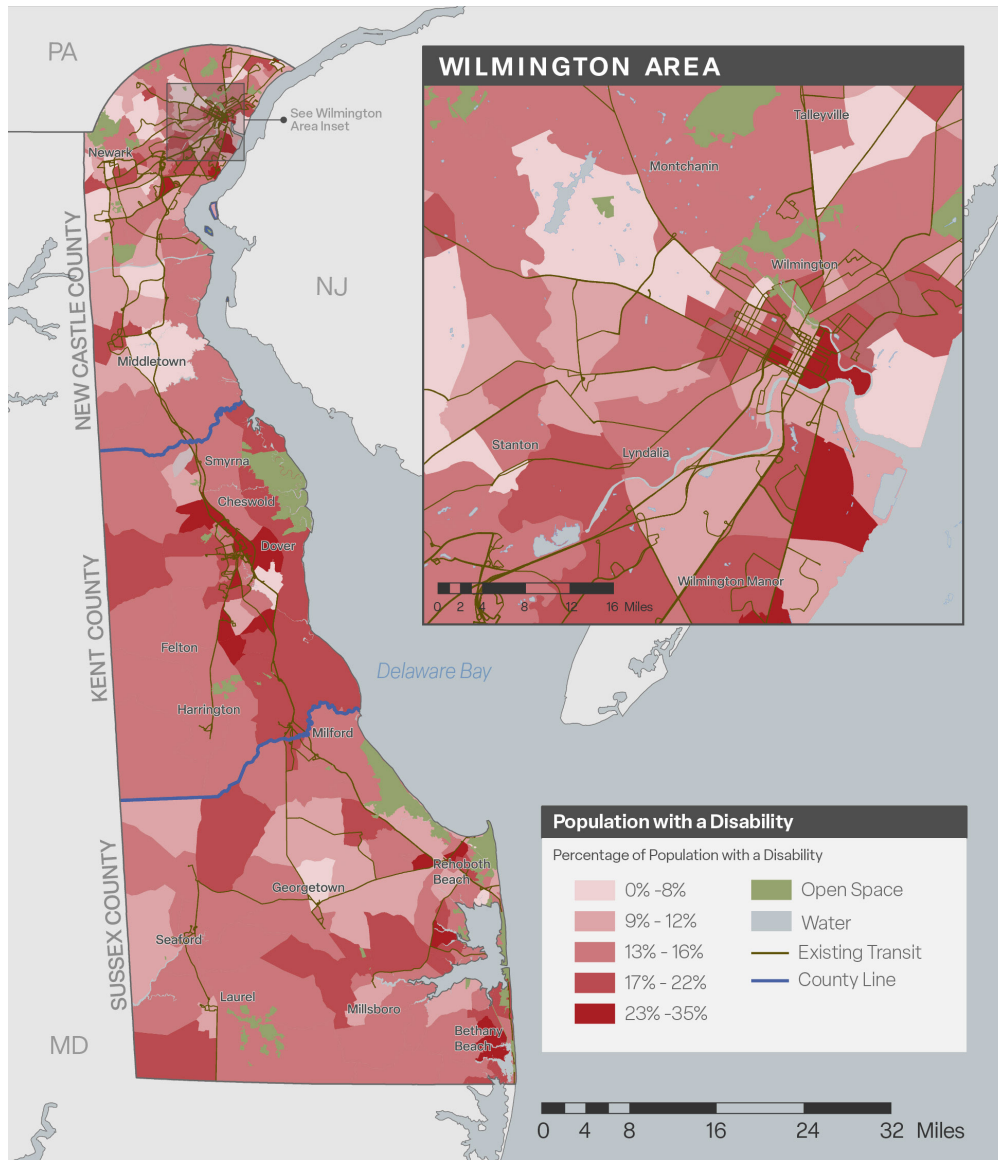 PA
WILMINGTON AREA
See Wilmington
Area Inset
Newark
NJ
NEW CASTLE COUNTY
Middletown
Smyrna
Cheswold
Dover
KENT COUNTY
Felton
Harrington
Milford
Delaware Bay
SUSSEX COUNTY
Rehoboth
Beach
Georgetown
Seaford
Laurel
Millsboro
Bethany
Beach
MD
Talleyville
Montchanin
Wilmington
Stanton
Lyndalia
Wilmington Manor
0 2 4 8 12 16 Miles
Population with a Disability
Percentage of Population with a Disability
0% -8%
9% - 12%
13% - 16%
17% - 22%
23% -35%
Open Space
Water
Existing Transit
County Line
0 4 8 16 24 32 Miles